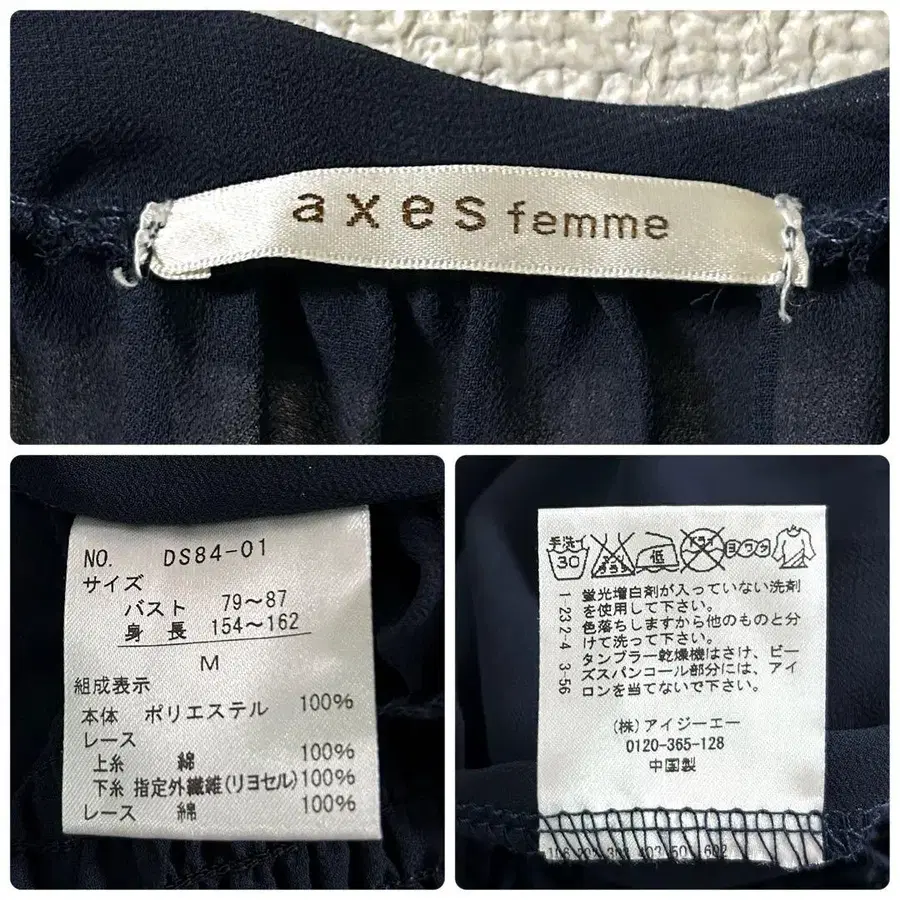 axes femme
NO. DS84-01
サイズ
バスト 79～87
身長 154～162
M
組成表示
本体 ポリエステル 100%
レース
上糸 綿 100%
下糸 指定外繊維(リヨセル)100%
レース 綿 100%
手洗イ
30
低
ドライ
ヨワク
蛍光増白剤が入っていない洗剤
を使用して下さい。
色落ちしますから他のものと分
けて洗って下さい。
タンブラー乾燥機はさけ、ビー
ズスパンコール部分には、アイ
ロンを当てないで下さい。
1-232-4 3-56
(株)アイジーエー
0120-365-128
中国製